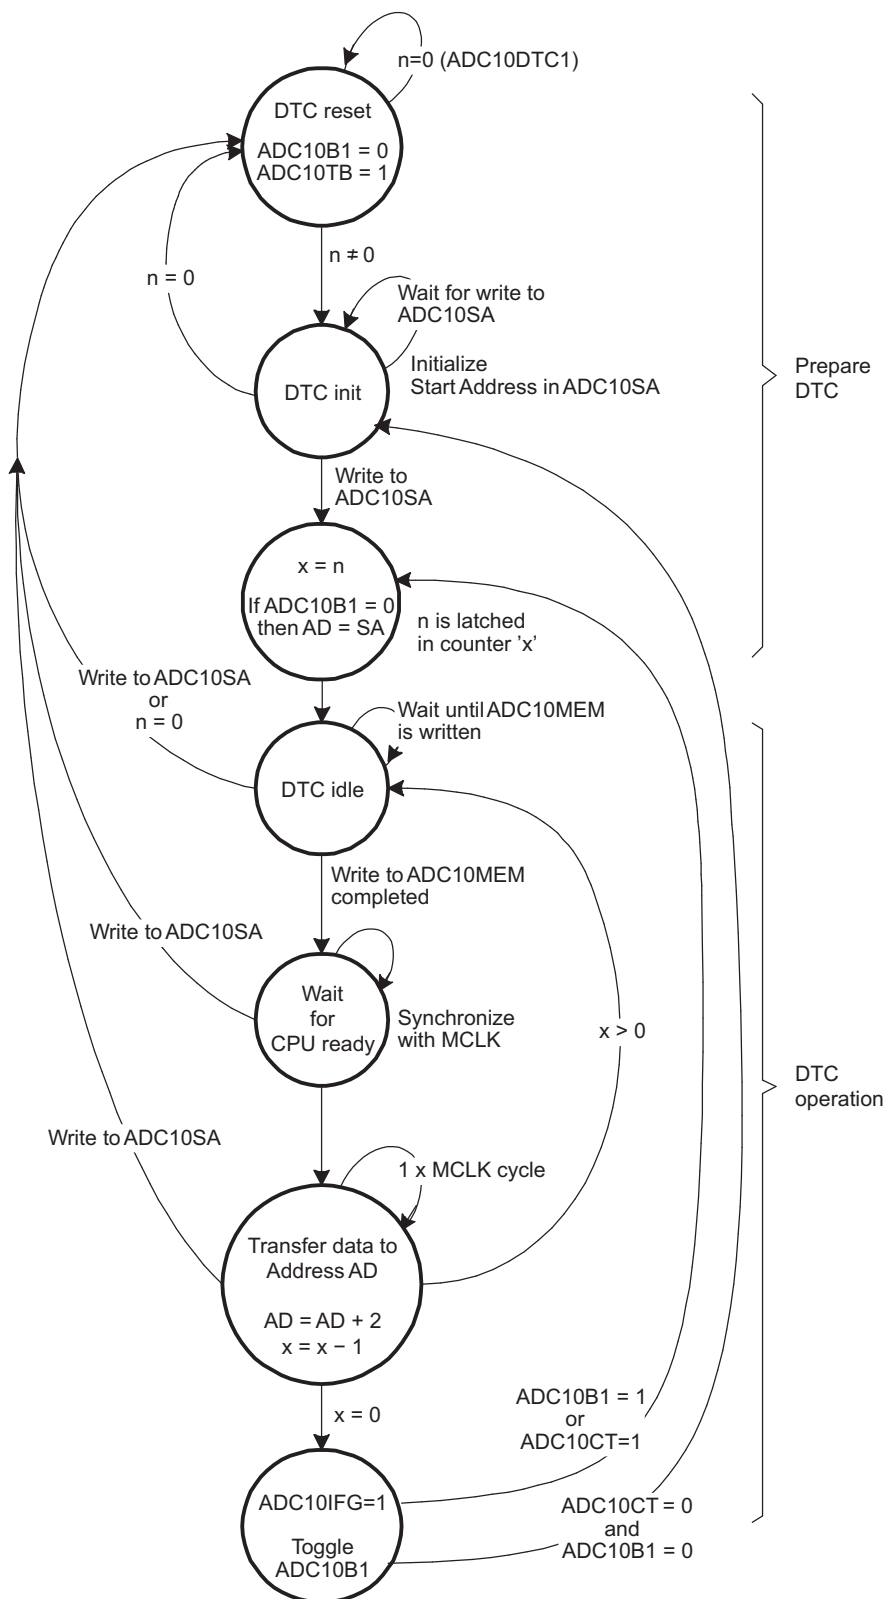 n=0 (ADC10DTC1)
DTC reset
ADC10B1 = 0
ADC10TB = 1
n ≠ 0
n = 0
Wait for write to
ADC10SA
Initialize
Start Address in ADC10SA
DTC init
Prepare
DTC
Write to
ADC10SA
x = n
If ADC10B1 = 0
then AD = SA
n is latched
in counter ’x’
Write to ADC10SA
or
n = 0
Wait until ADC10MEM
is written
DTC idle
Write to ADC10MEM
completed
Write to ADC10SA
Wait
for
CPU ready
Synchronize
with MCLK
x > 0
DTC
operation
Write to ADC10SA
1 x MCLK cycle
Transfer data to
Address AD
AD = AD + 2
x = x − 1
x = 0
ADC10B1 = 1
or
ADC10CT=1
ADC10IFG=1
Toggle
ADC10B1
ADC10CT = 0
and
ADC10B1 = 0